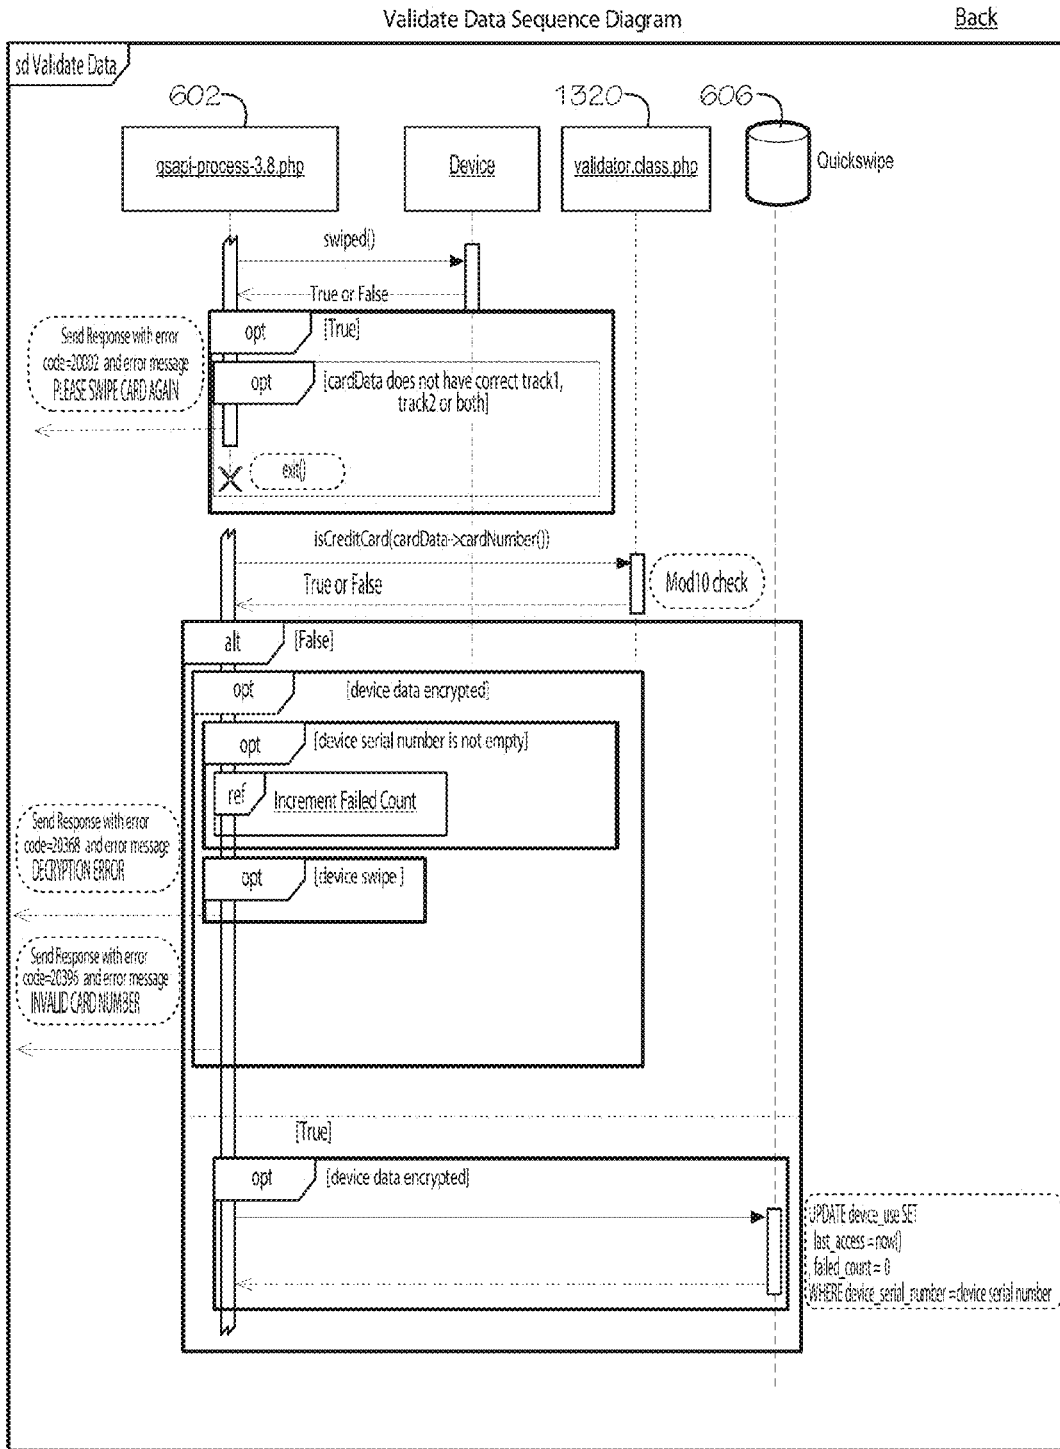 Validate Data Sequence Diagram
Back
sd Validate Data
602
1320
606
qsapi-process-3.8.php
Device
validator.class.php
Quickswipe
swiped()
True or False
opt
[True]
Send Response with error
code=20002 and error message
PLEASE SWIPE CARD AGAIN
opt
[cardData does not have correct track1,
track2 or both]
exit()
isCreditCard(cardData->cardNumber())
True or False
Mod10 check
alt
[False]
opt
[device data encrypted]
opt
[device serial number is not empty]
ref
Increment Failed Count
Send Response with error
code=20368 and error message
DECRYPTION ERROR
opt
[device swipe ]
Send Response with error
code=20396 and error message
INVALID CARD NUMBER
[True]
opt
[device data encrypted]
UPDATE device_use SET
last_access = now()
failed_count = 0
WHERE device_serial_number = device serial number